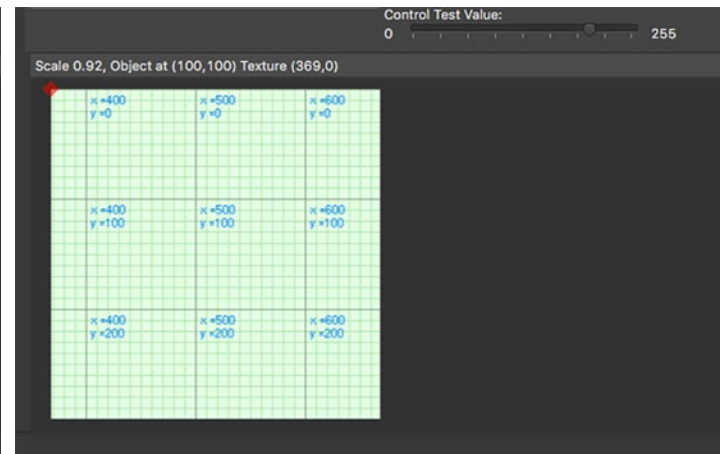 Control Test Value:
0 255
Scale 0.92, Object at (100,100) Texture (369,0)
x =400 x =500 x =600
y =0 y =0 y =0
x =400 x =500 x =600
y =100 y =100 y =100
x =400 x =500 x =600
y =200 y =200 y =200